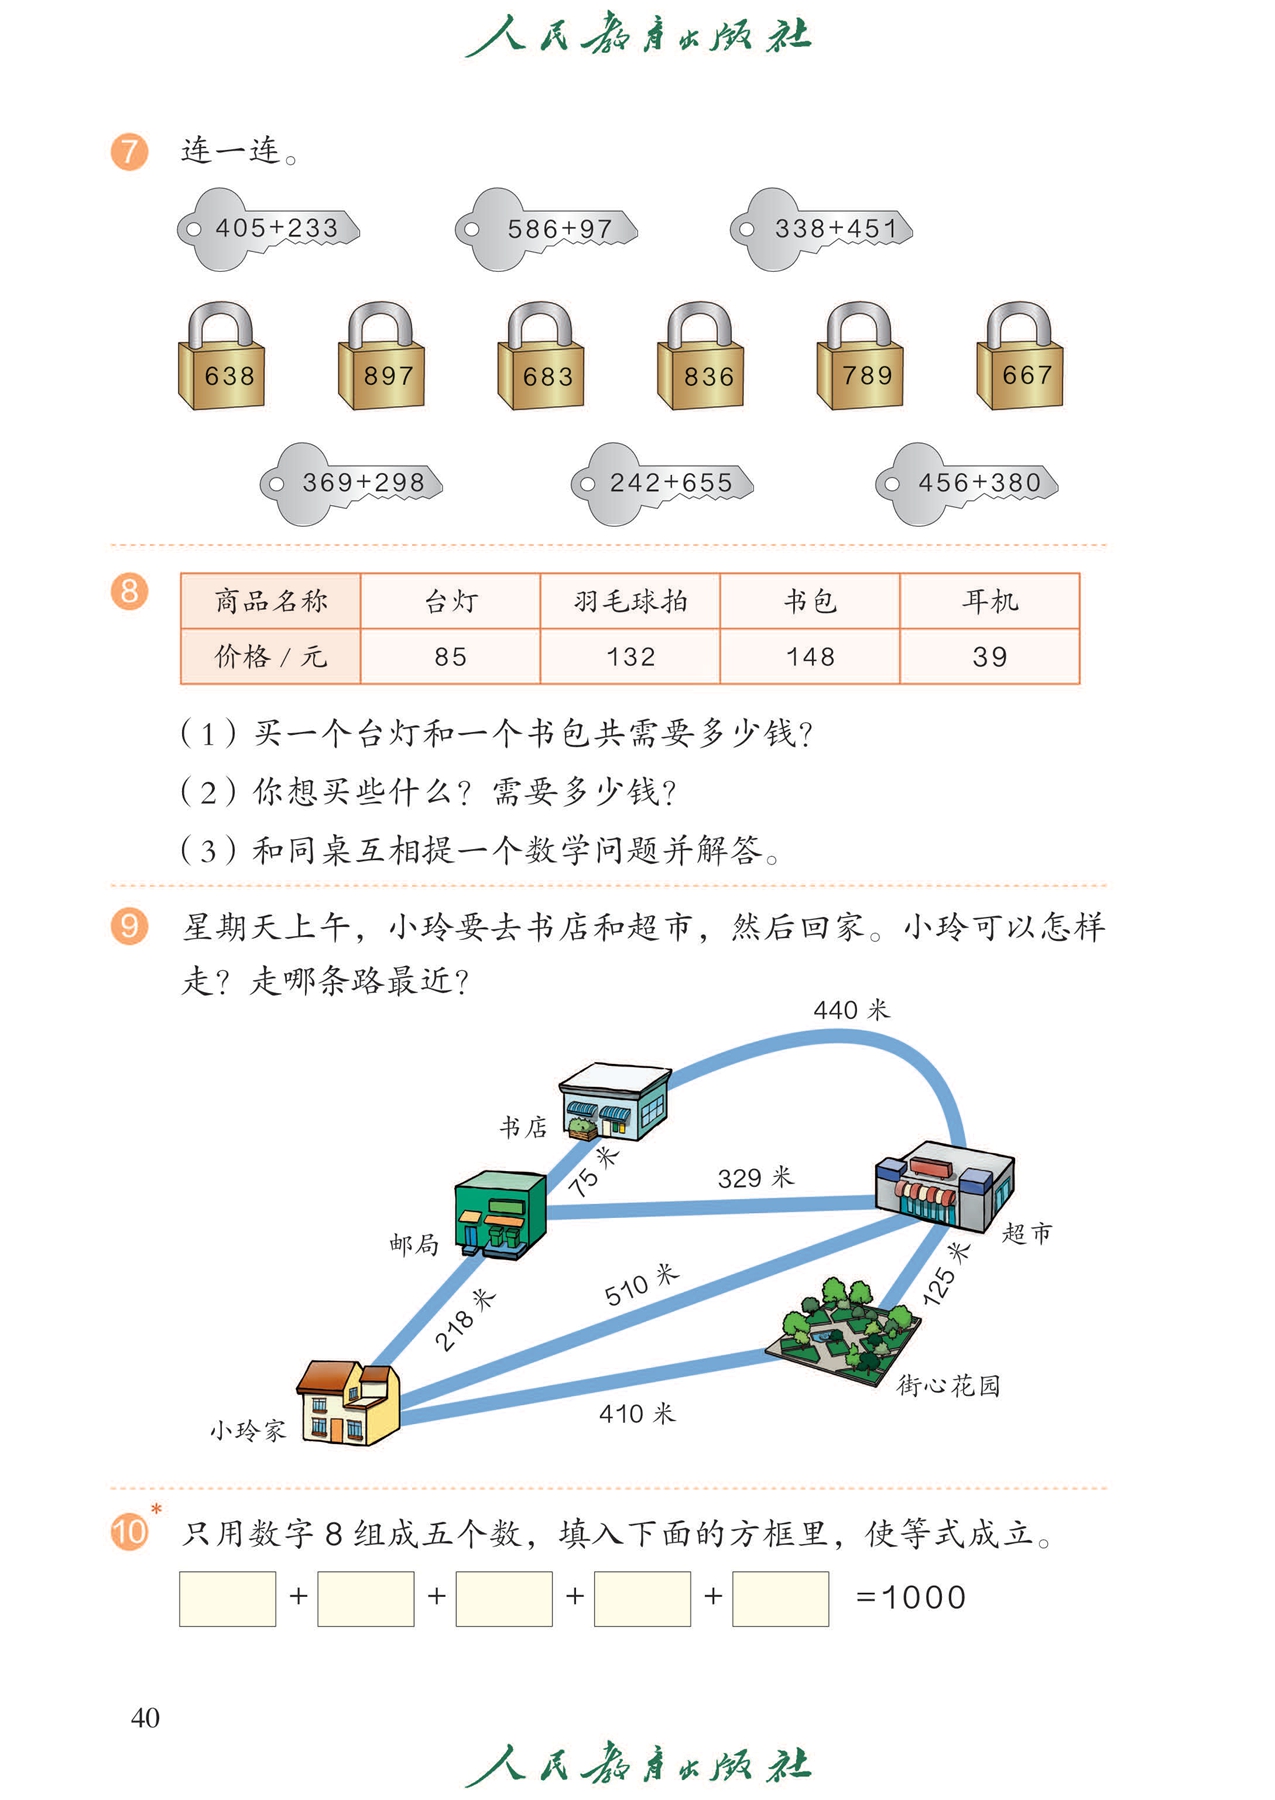 人民教育出版社
7 连一连。
405+233 586+97 338+451
638 897 683 836 789 667
369+298 242+655 456+380
8 商品名称 台灯 羽毛球拍 书包 耳机
价格/元 85 132 148 39
(1)买一个台灯和一个书包共需要多少钱?
(2)你想买些什么?需要多少钱?
(3)和同桌互相提一个数学问题并解答。
9 星期天上午,小玲要去书店和超市,然后回家。小玲可以怎样
走?走哪条路最近?
440 米
书店
75 米
329 米
邮局
超市
510 米
125 米
218 米
街心花园
410 米
小玲家
10* 只用数字 8 组成五个数,填入下面的方框里,使等式成立。
+ + + + =1000
40
人民教育出版社